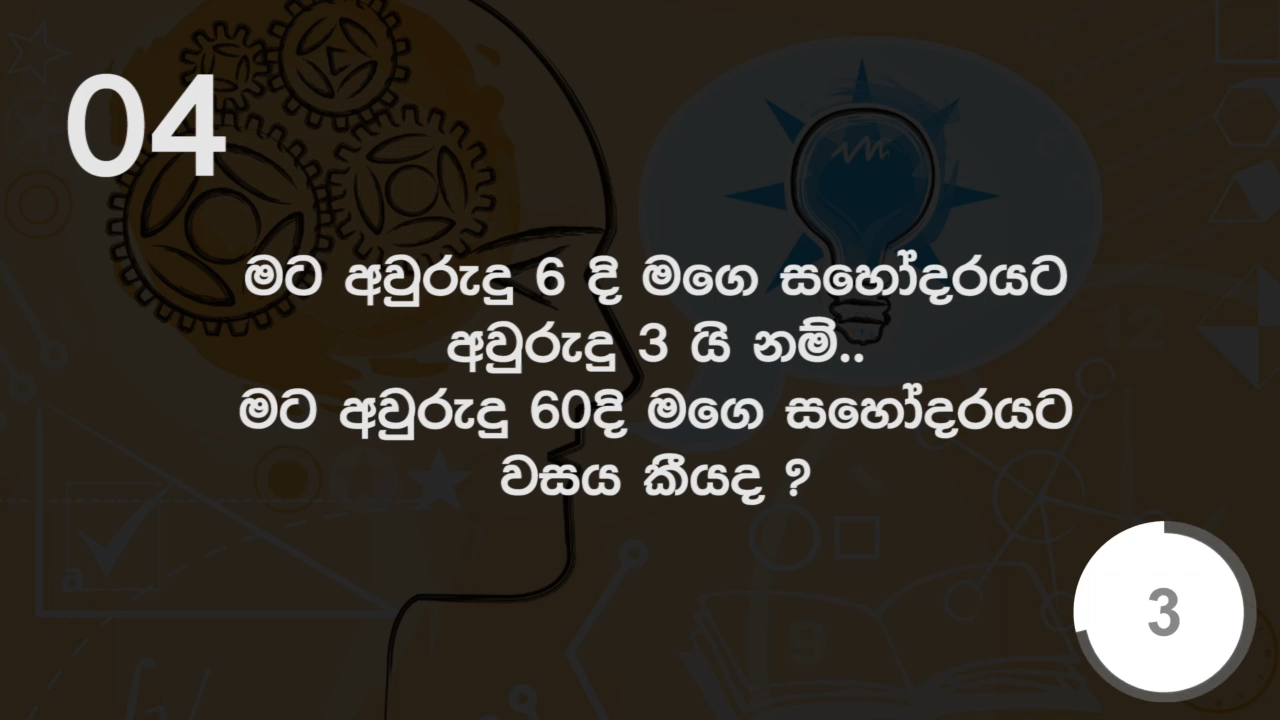 04
මට අවුරුදු 6 දි මගෙ සහෝදරයට
අවුරුදු 3 යි නම්..
මට අවුරුදු 60දි මගෙ සහෝදරයට
වසය කීයද ?
3